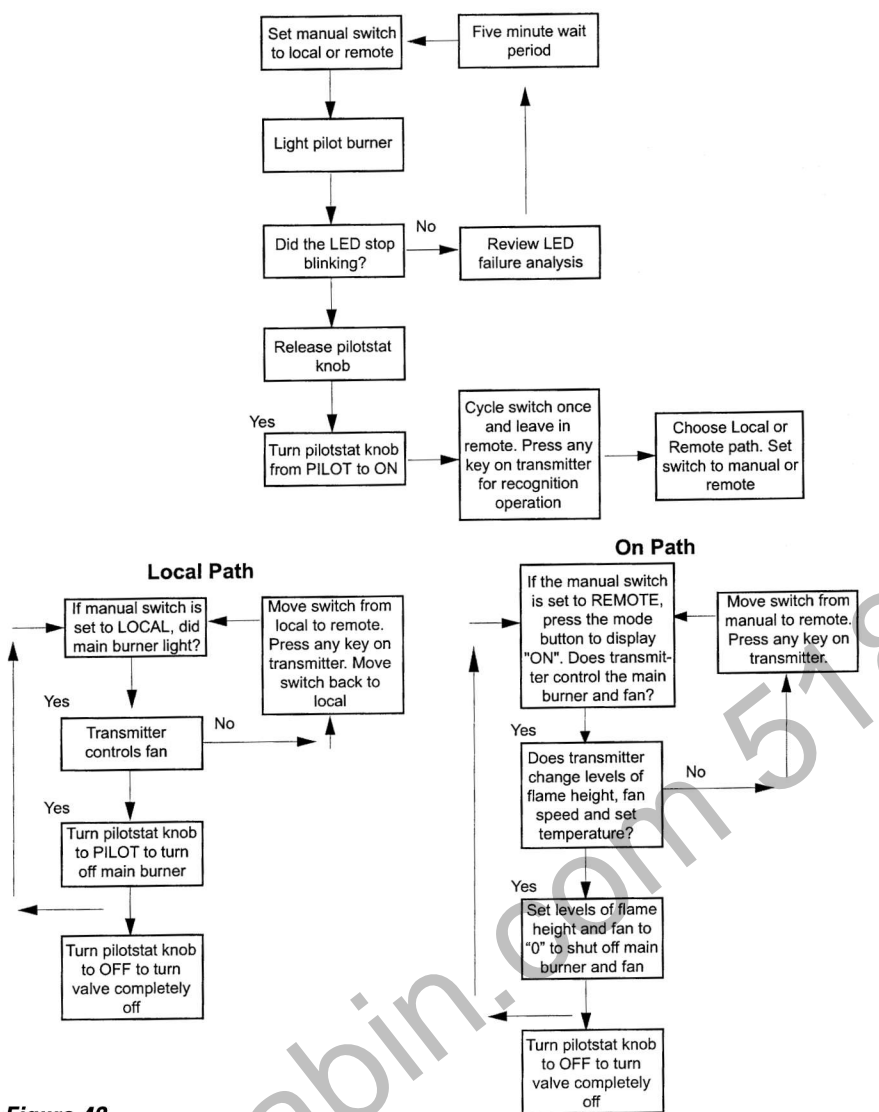 Set manual switch
to local or remote
Five minute wait
period
Light pilot burner
Did the LED stop
blinking?
No
Review LED
failure analysis
Release pilotstat
knob
Yes
Turn pilotstat knob
from PILOT to ON
Cycle switch once
and leave in
remote. Press any
key on transmitter
for recognition
operation
Choose Local or
Remote path. Set
switch to manual or
remote
Local Path
If manual switch is
set to LOCAL, did
main burner light?
Move switch from
local to remote.
Press any key on
transmitter. Move
switch back to
local
Yes
Transmitter
controls fan
No
Yes
Turn pilotstat knob
to PILOT to turn
off main burner
Turn pilotstat knob
to OFF to turn
valve completely
off
On Path
If the manual switch
is set to REMOTE,
press the mode
button to display
"ON". Does transmit-
ter control the main
burner and fan?
Move switch from
manual to remote.
Press any key on
transmitter.
Yes
Does transmitter
change levels of
flame height, fan
speed and set
temperature?
No
Yes
Set levels of flame
height and fan to
“0” to shut off main
burner and fan
Turn pilotstat knob
to OFF to turn
valve completely
off
abin.com 518